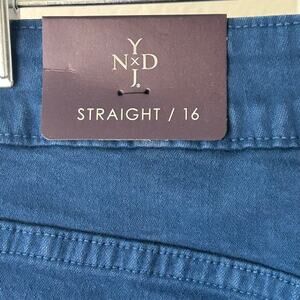 Y
N × D
J.
STRAIGHT / 16